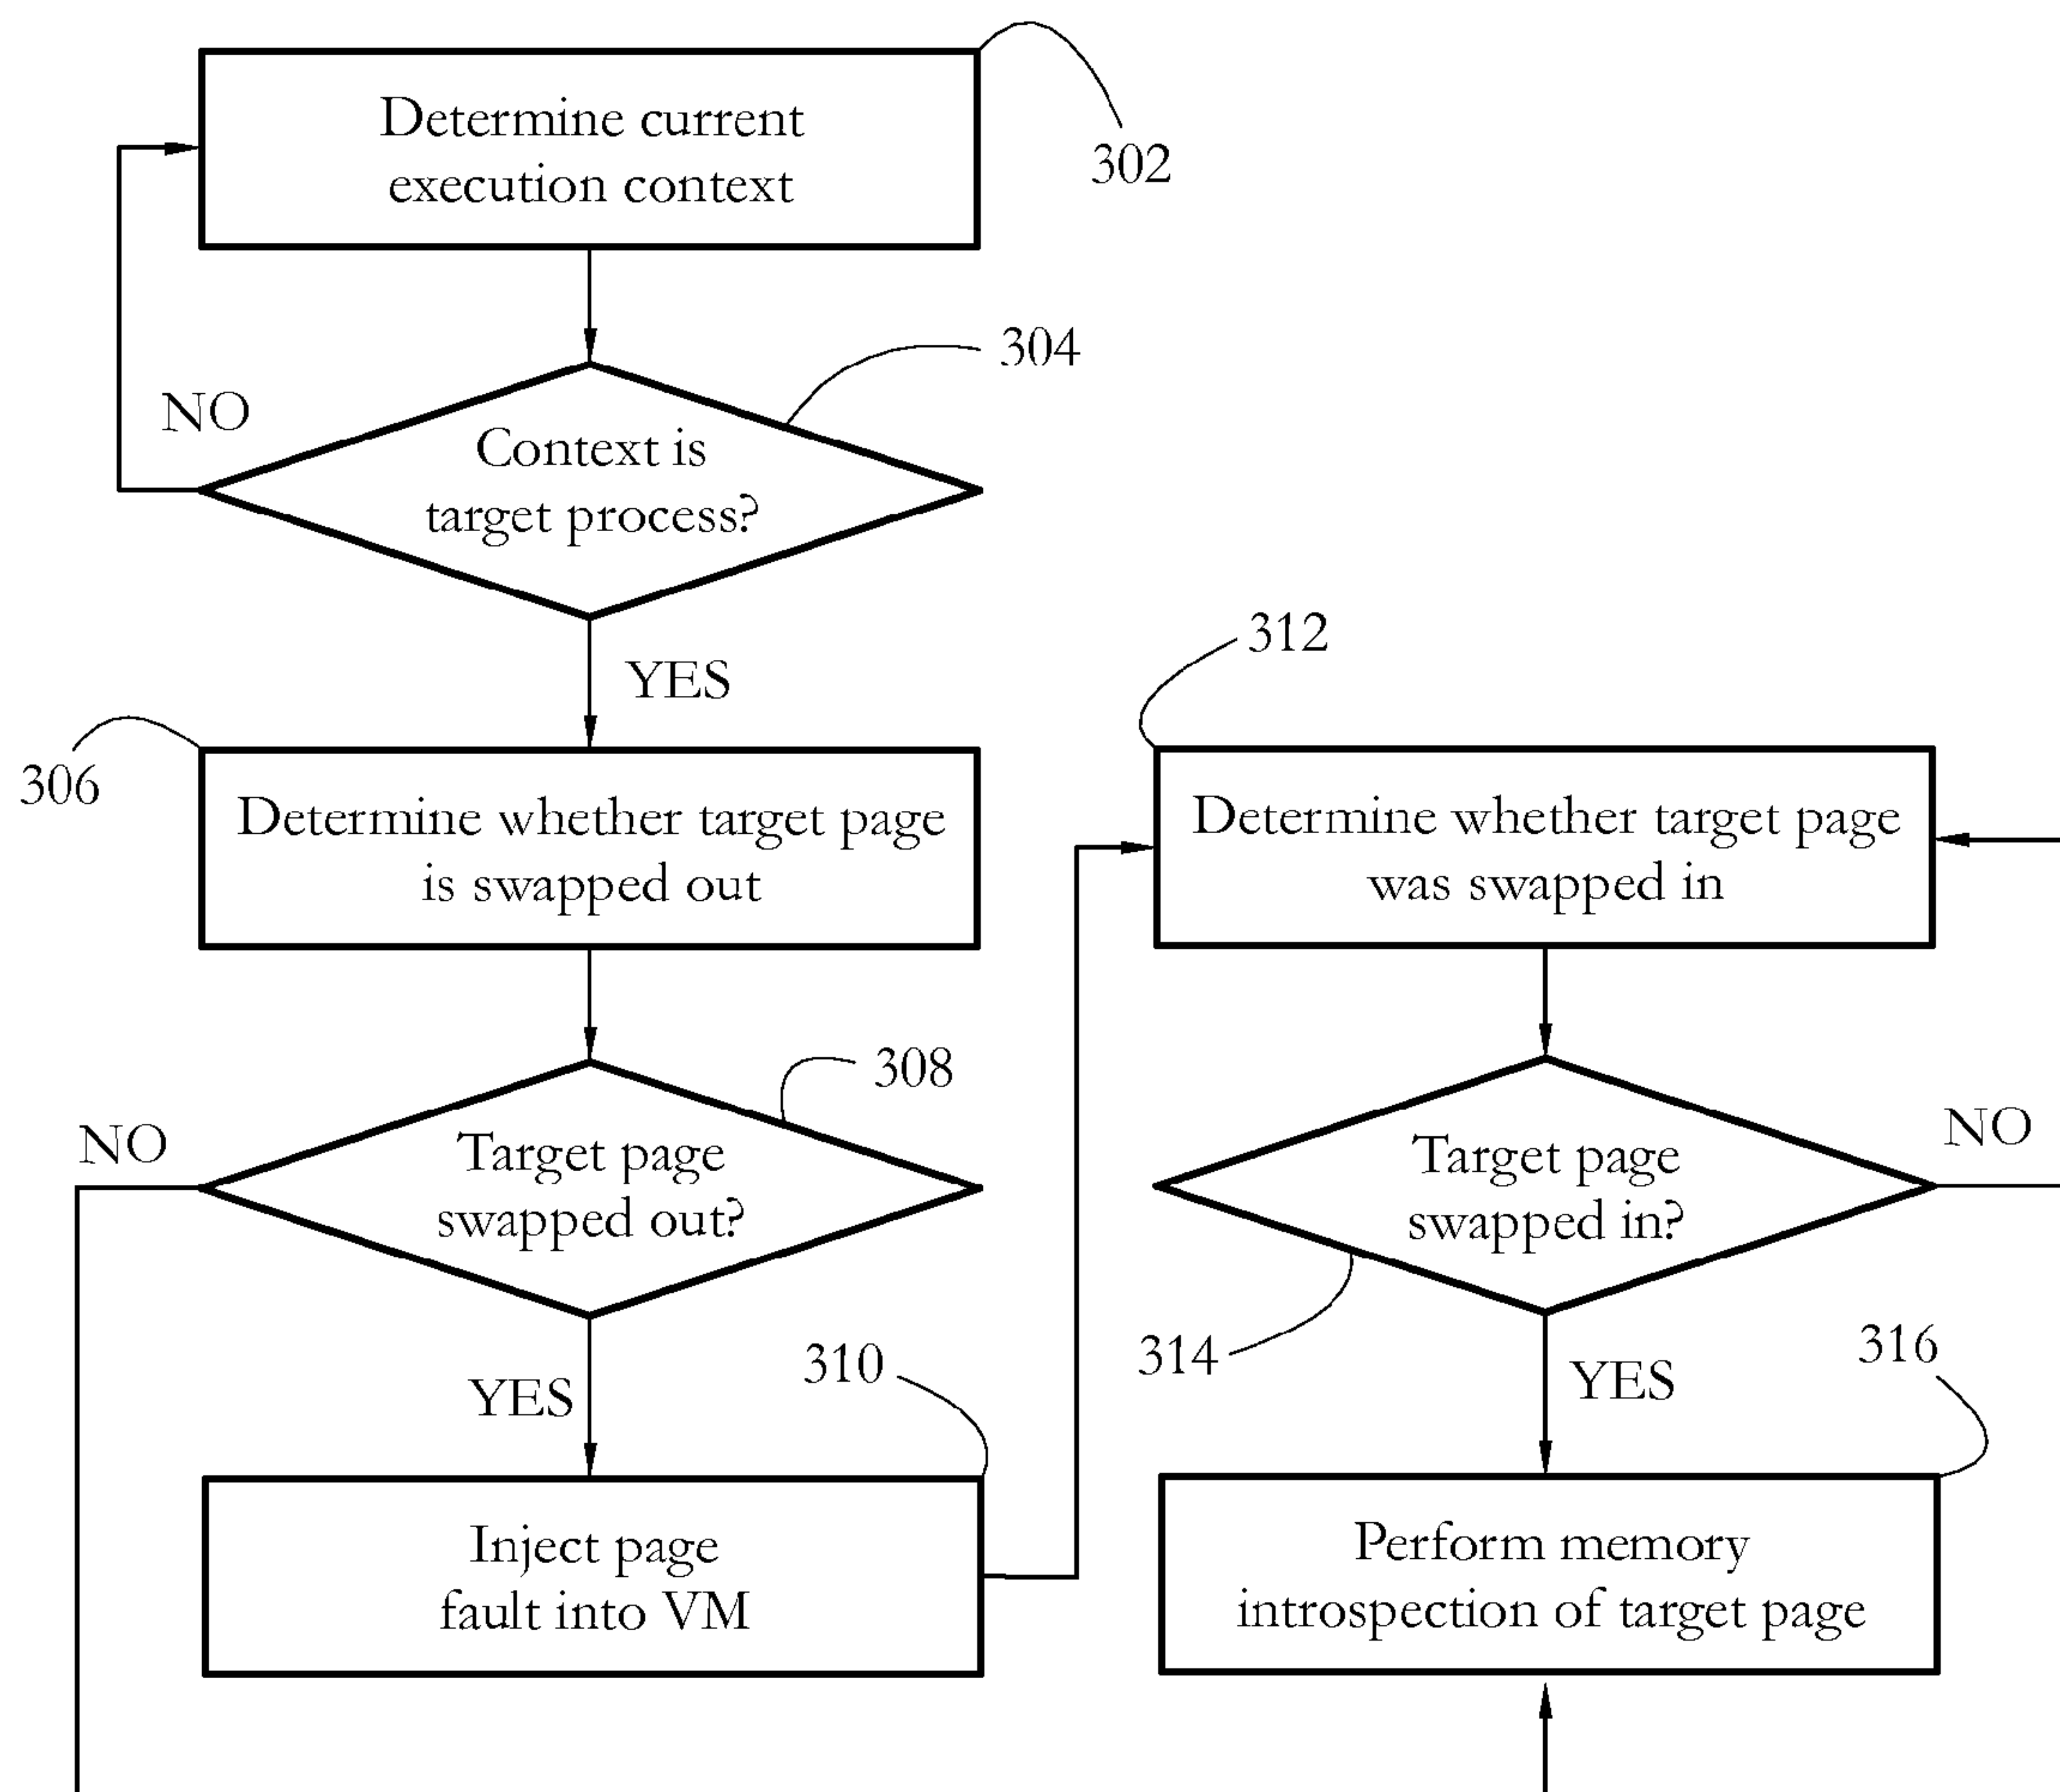 Determine current
execution context
302
304
NO
Context is
target process?
YES
306
Determine whether target page
is swapped out
308
NO
Target page
swapped out?
YES
310
Inject page
fault into VM
312
Determine whether target page
was swapped in
NO
Target page
swapped in?
314
YES
316
Perform memory
introspection of target page